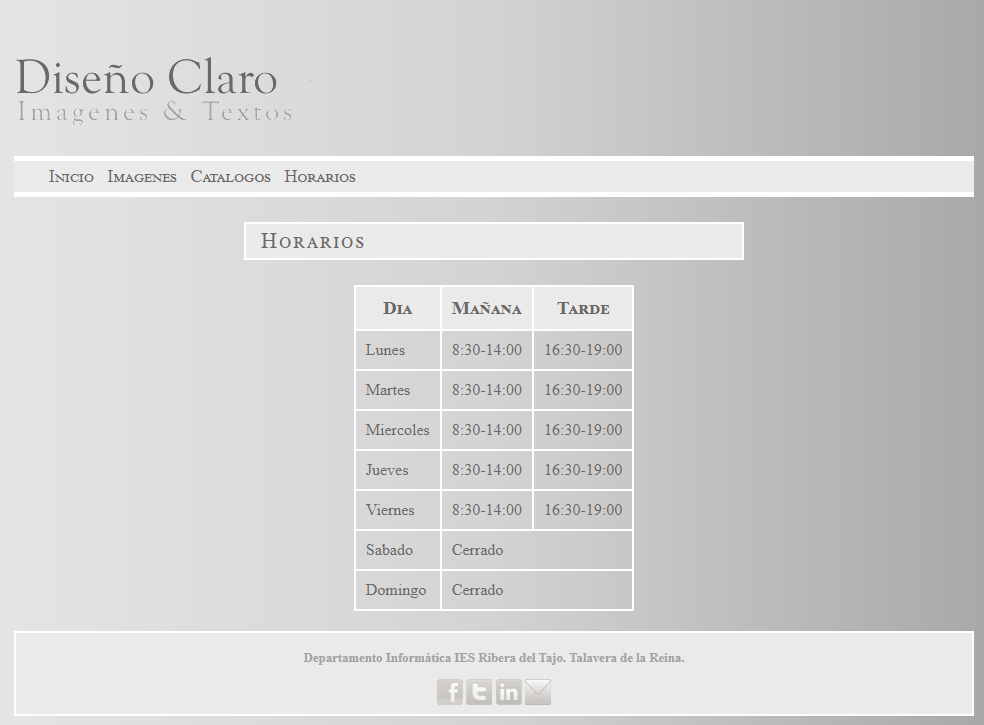 Diseño Claro
Imagenes & Textos
Inicio Imagenes Catalogos Horarios
Horarios
Dia Mañana Tarde
Lunes 8:30-14:00 16:30-19:00
Martes 8:30-14:00 16:30-19:00
Miercoles 8:30-14:00 16:30-19:00
Jueves 8:30-14:00 16:30-19:00
Viernes 8:30-14:00 16:30-19:00
Sabado Cerrado
Domingo Cerrado
Departamento Informática IES Ribera del Tajo. Talavera de la Reina.